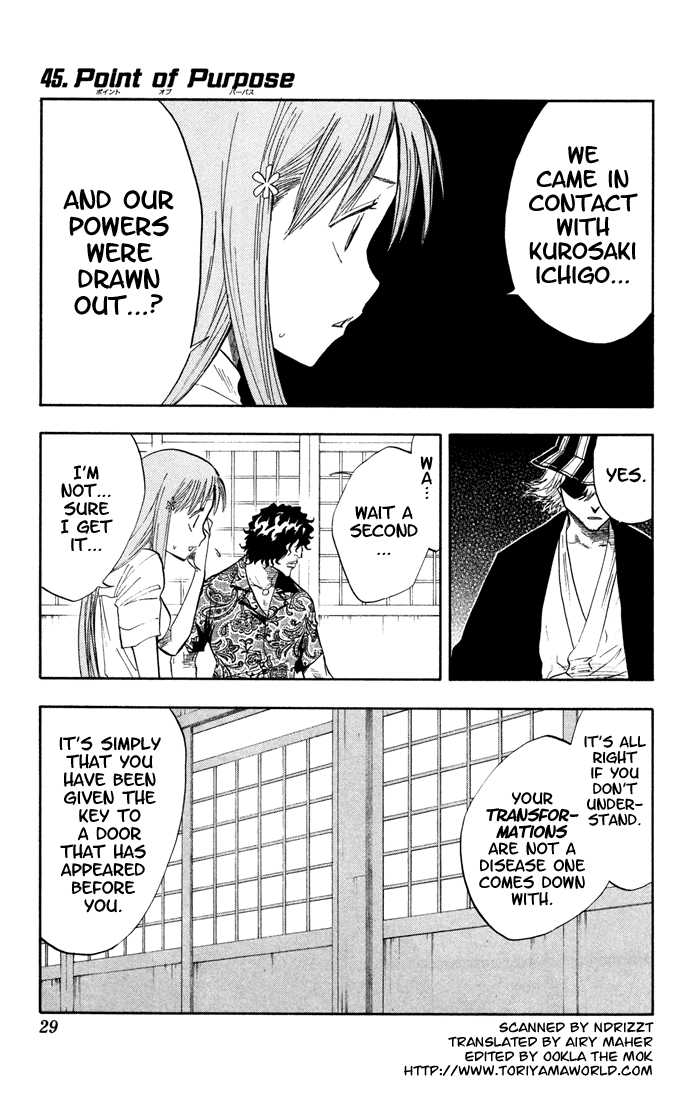 45. Point of Purpose
ポイント オブ パーパス
WE
CAME IN
CONTACT
WITH
KUROSAKI
ICHIGO...
AND OUR
POWERS
WERE
DRAWN
OUT...?
YES.
WA...
WAIT A
SECOND
...
I'M
NOT...
SURE
I GET
IT...
IT'S ALL
RIGHT
IF YOU
DON'T
UNDER-
STAND.
YOUR
TRANSFOR-
MATIONS
ARE NOT A
DISEASE ONE
COMES DOWN
WITH.
IT'S SIMPLY
THAT YOU
HAVE BEEN
GIVEN THE
KEY TO
A DOOR
THAT HAS
APPEARED
BEFORE
YOU.
29
SCANNED BY NDRIZZT
TRANSLATED BY AIRY MAHER
EDITED BY OOKLA THE MOK
HTTP://WWW.TORIYAMAWORLD.COM